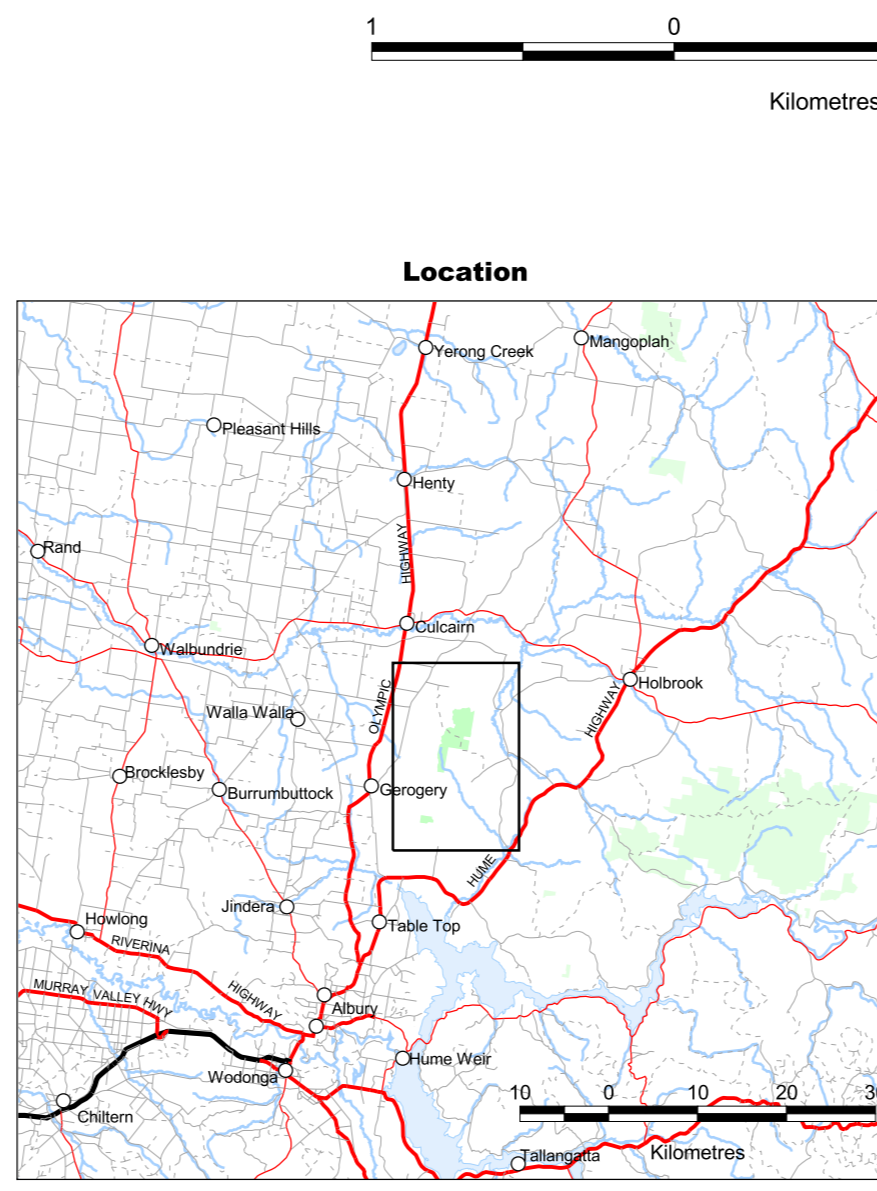 1 0
Kilometres
Location
Yerong Creek
Mangoplah
Pleasant Hills
Henty
HIGHWAY
Rand
Culcairn
Walbundrie
Holbrook
OLYMPIC
HIGHWAY
Walla Walla
Brocklesby
Burrumbuttock
Gerogery
HUME
Jindera
Howlong
Table Top
RIVERINA
HIGHWAY
MURRAY VALLEY HWY
Albury
Hume Weir
Wodonga
Chiltern
10 0 10 20 30
Kilometres
Tallangatta